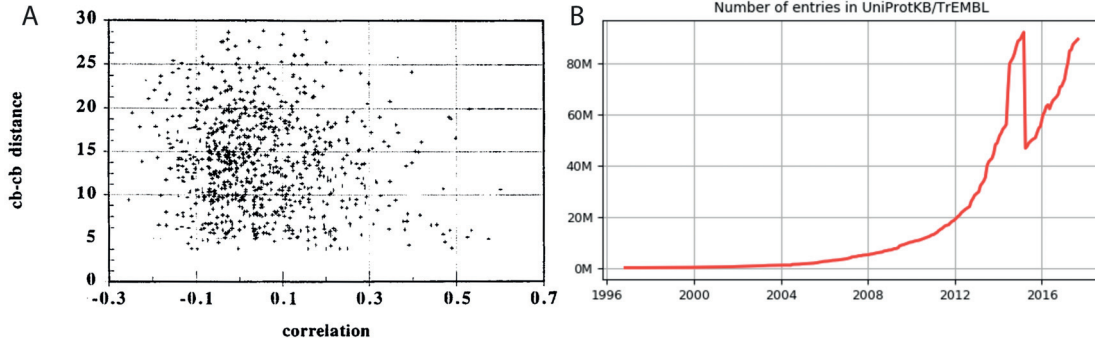 A
30
25
20
15
10
5
0
cb-cb distance
-0.3
-0.1
0.1
0.3
0.5
0.7
correlation
B
Number of entries in UniProtKB/TrEMBL
80M
60M
40M
20M
0M
1996
2000
2004
2008
2012
2016